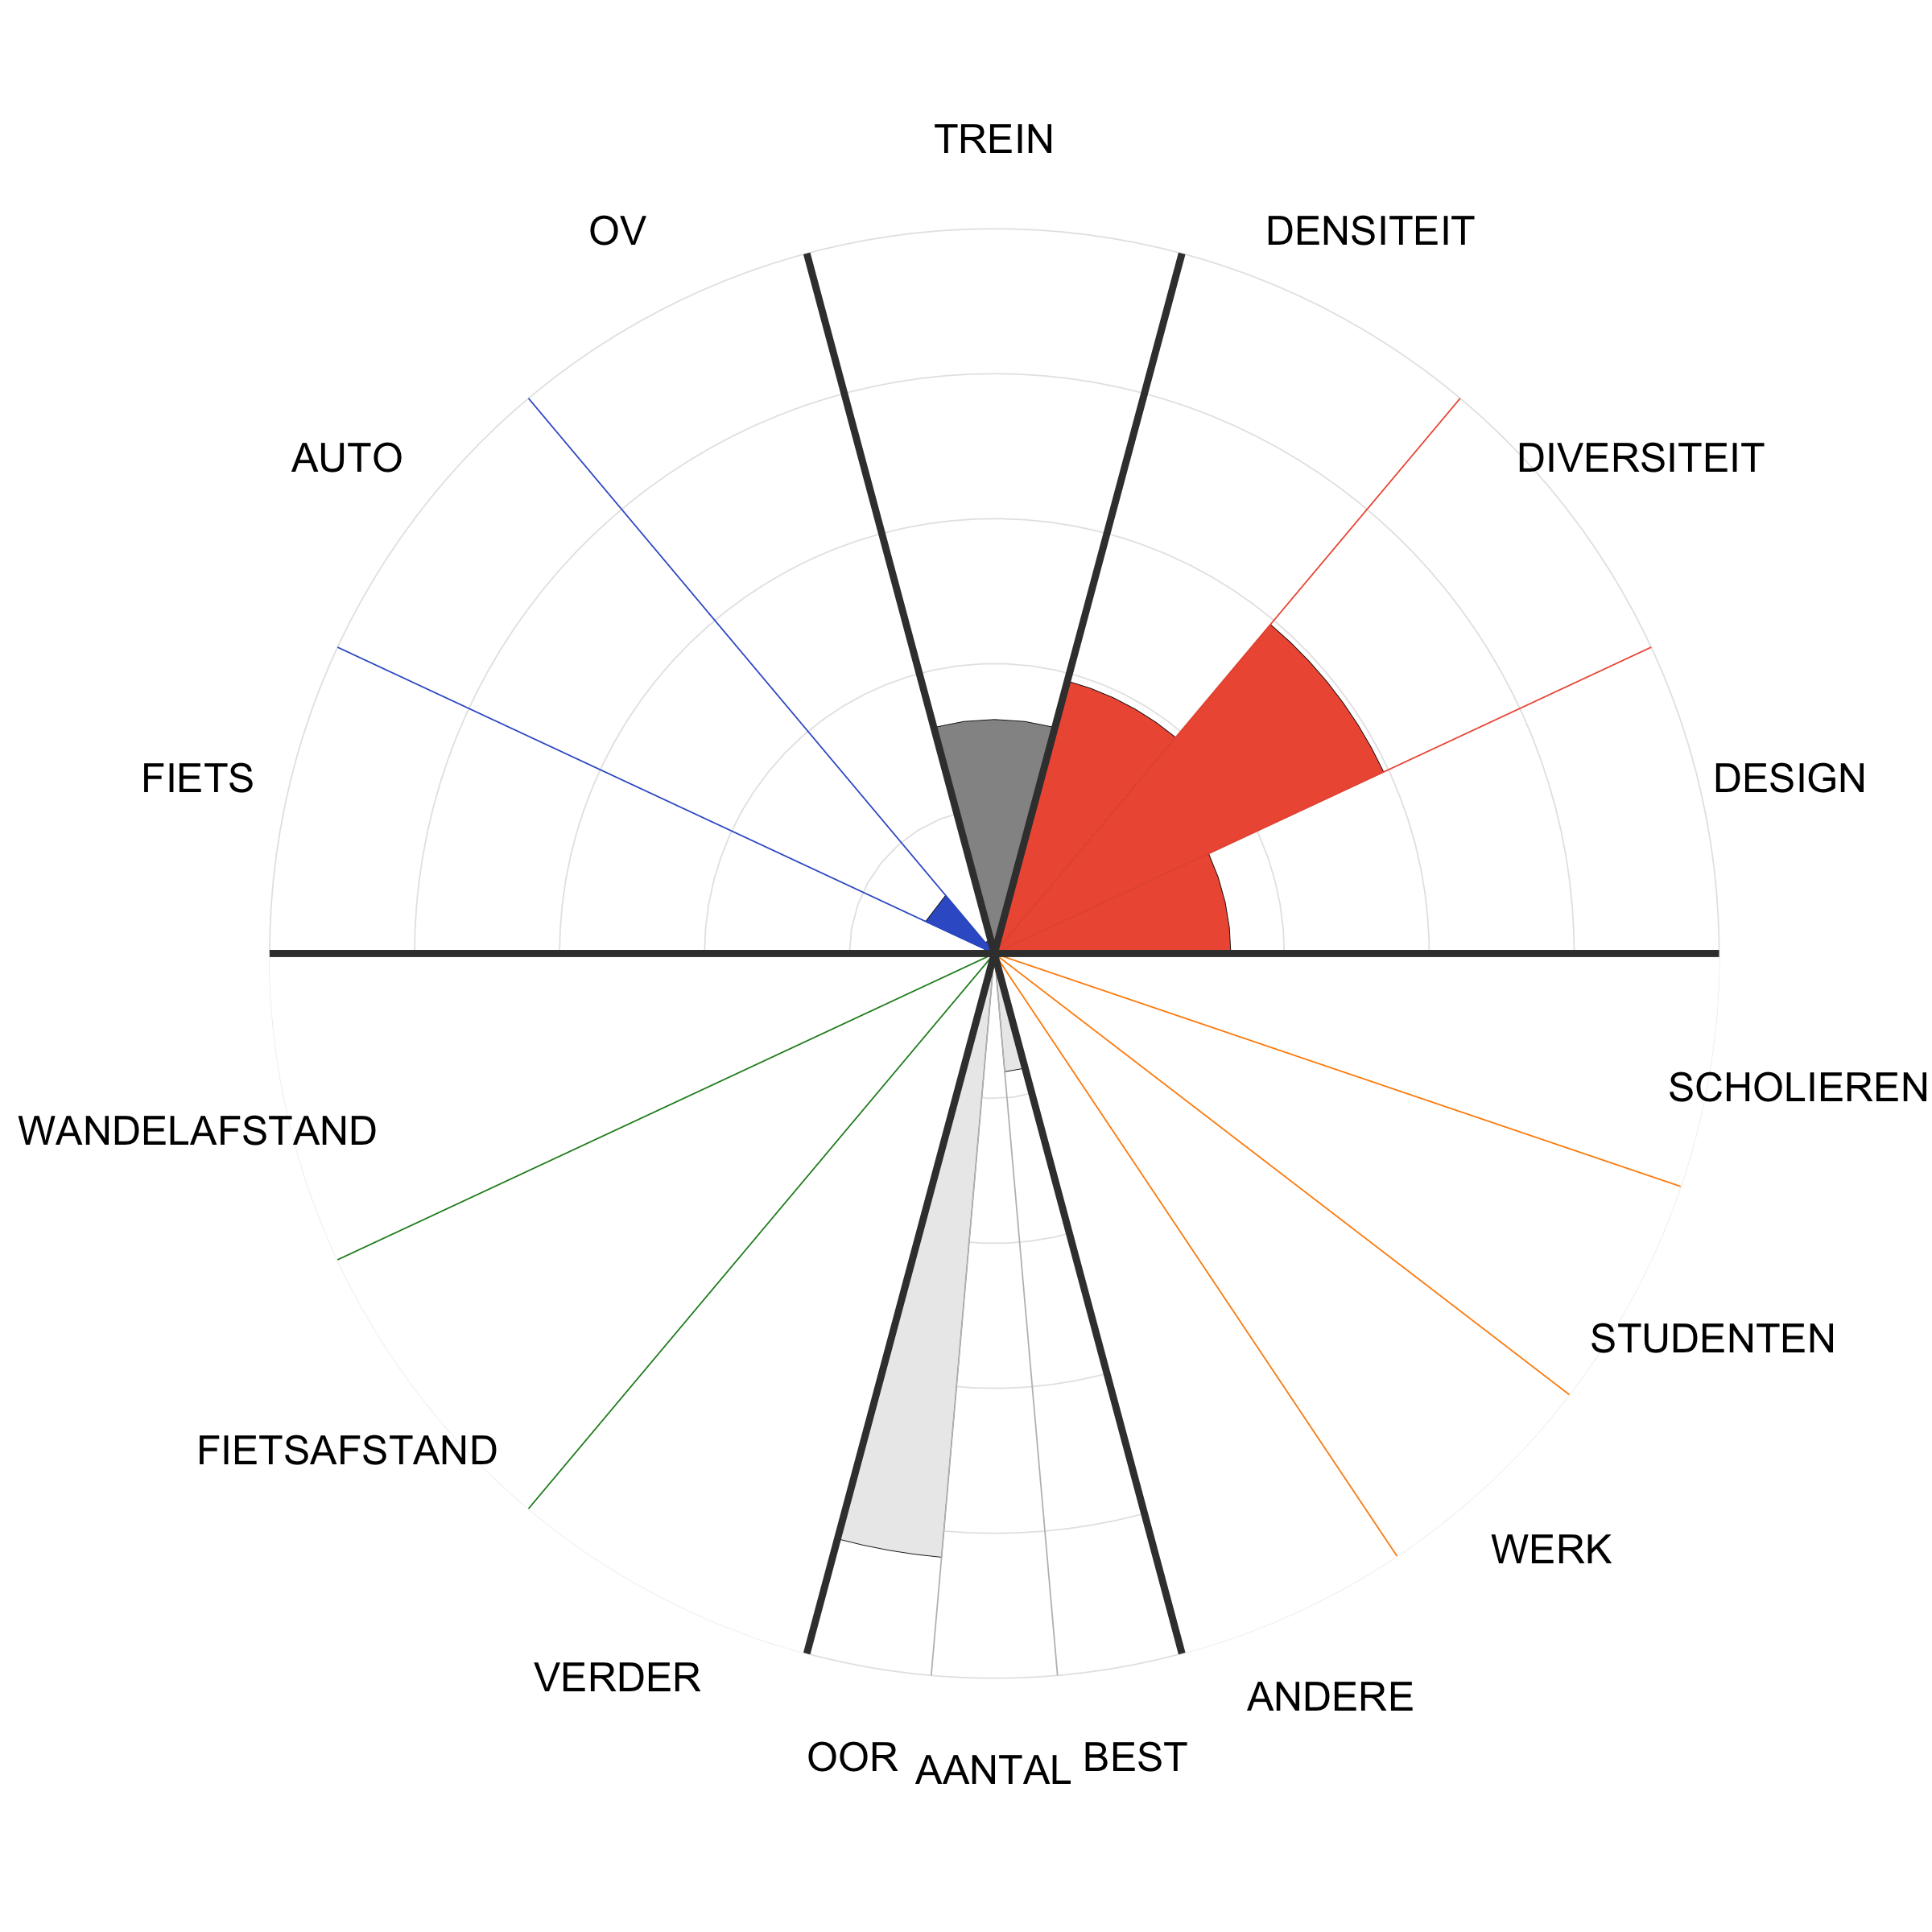 TREIN
OV
DENSITEIT
AUTO
DIVERSITEIT
FIETS
DESIGN
SCHOLIEREN
WANDELAFSTAND
STUDENTEN
FIETSAFSTAND
WERK
VERDER
ANDERE
OOR
AANTAL
BEST